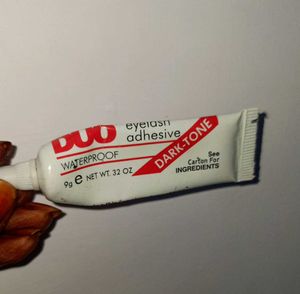 DUO
eyelash
adhesive
WATERPROOF
9g e NET WT. 32 OZ
DARK-TONE
See
Carton For
INGREDIENTS